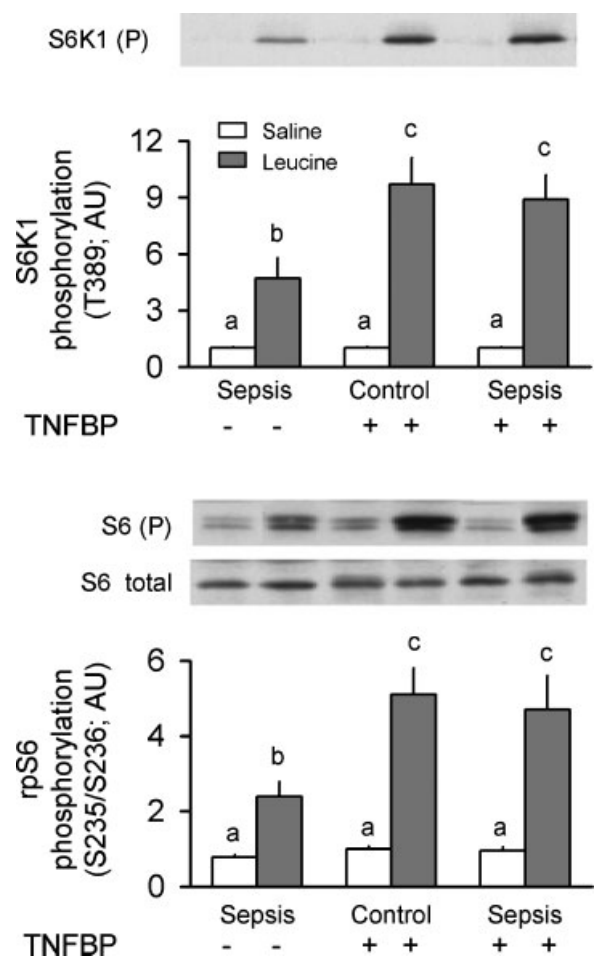 S6K1 (P)
Saline
Leucine
S6K1
phosphorylation
(T389; AU)
12
9
6
3
0
a b a c a c
Sepsis Control Sepsis
TNFBP - - + + + +
S6 (P)
S6 total
rpS6
phosphorylation
(S235/S236; AU)
6
4
2
0
a b a c a c
Sepsis Control Sepsis
TNFBP - - + + + +